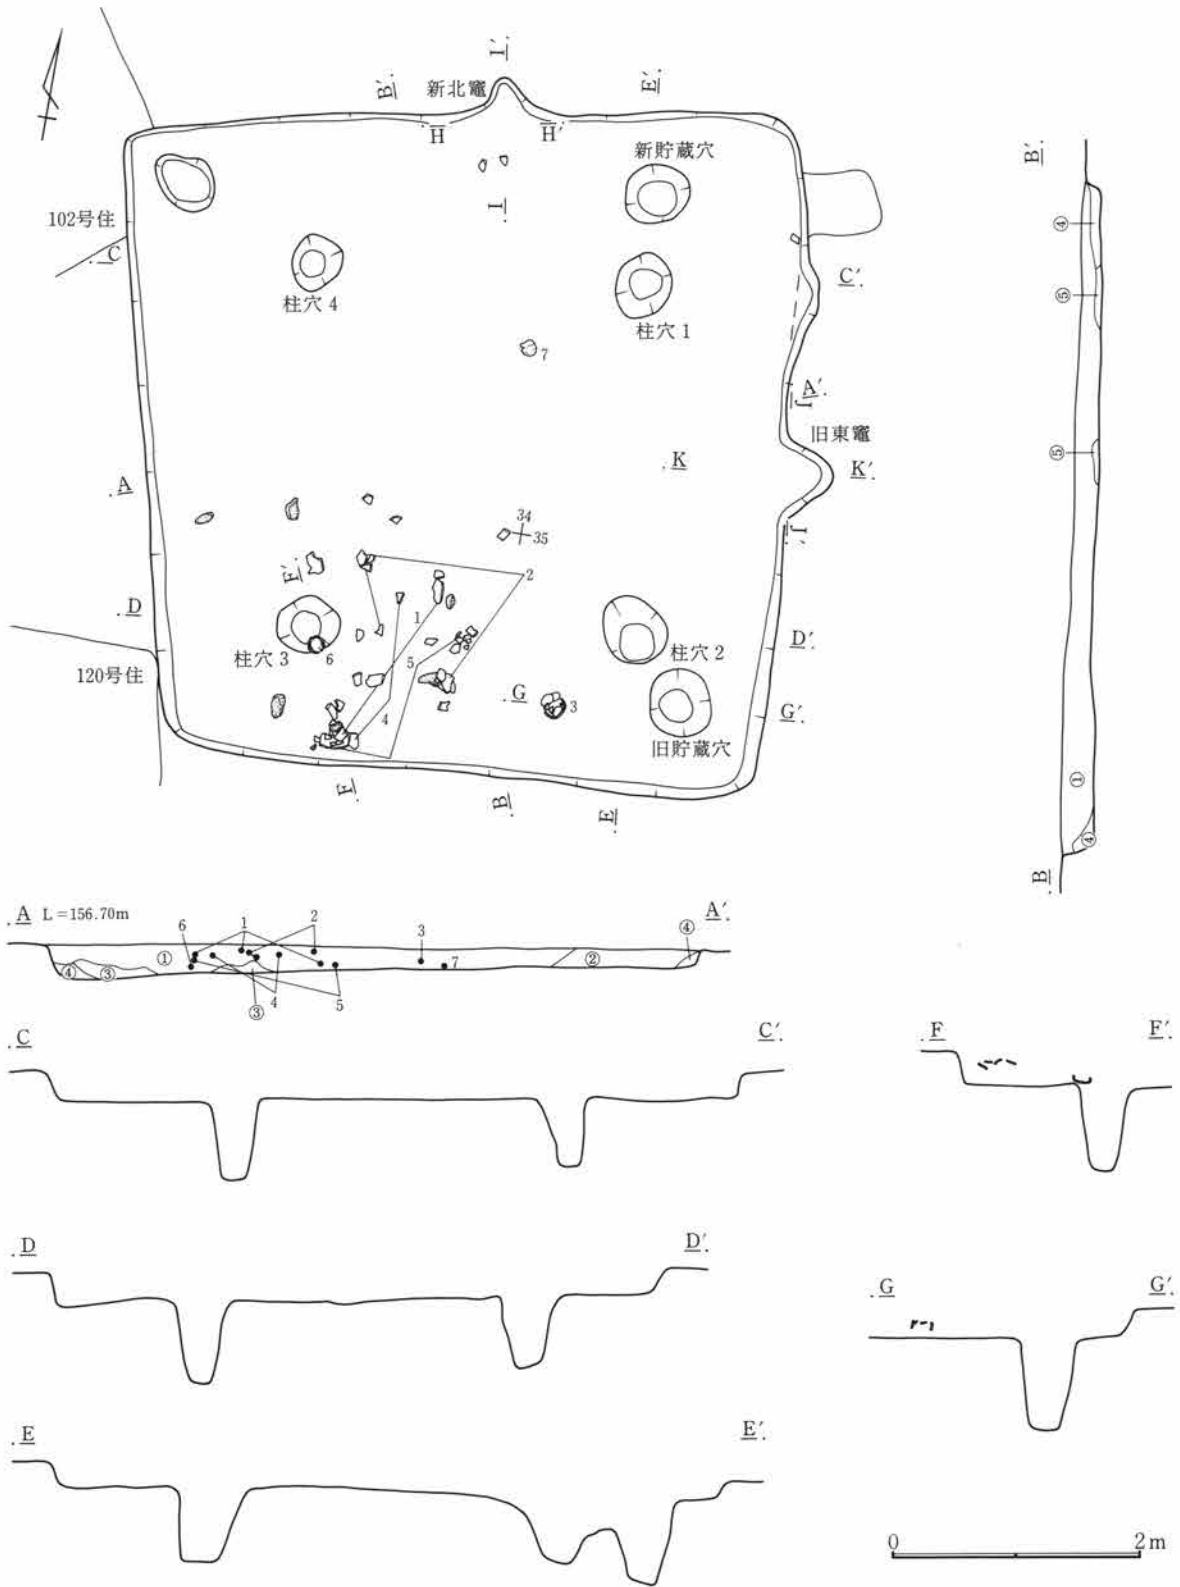 I′.
B′.
新北竈
E′.
H
H′
新貯蔵穴
B′.
102号住
I
④
C
C′.
⑤
柱穴 4
柱穴 1
7
A′.
J
旧東竈
⑤
K
K′.
A
34
35
J′.
F′.
2
D
1
D′.
柱穴 3
6
5
柱穴 2
120号住
G
3
G′.
4
旧貯蔵穴
①
F
B
E
④
B
A L=156.70m
A′.
6
1
2
3
④
①
②
④
③
7
4
5
③
C
C′.
F
F′.
D
D′.
G
G′.
E
E′.
0
2m